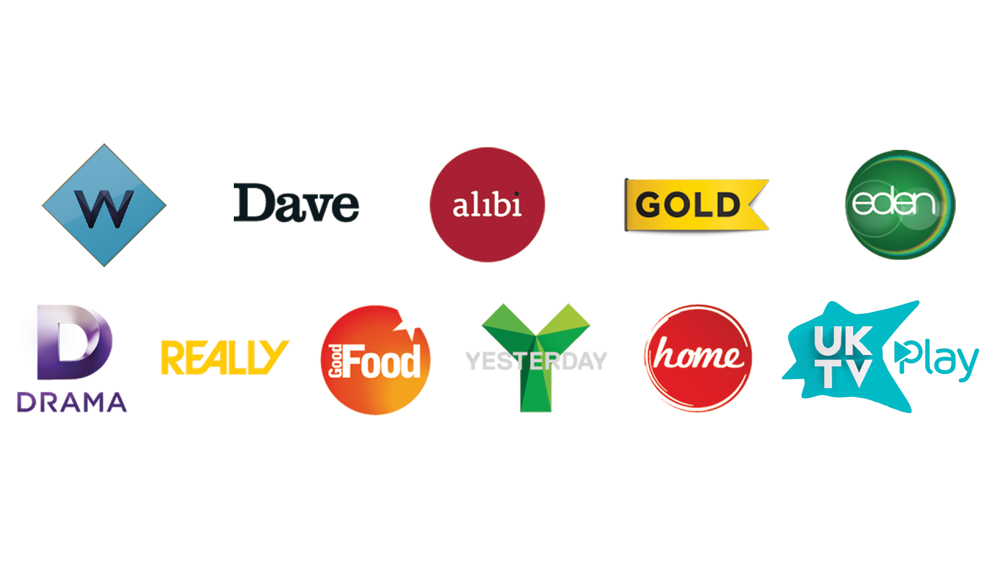 W
Dave
alibi
GOLD
eden
D
DRAMA
REALLY
Good Food
YESTERDAY
home
UK
TV
Play